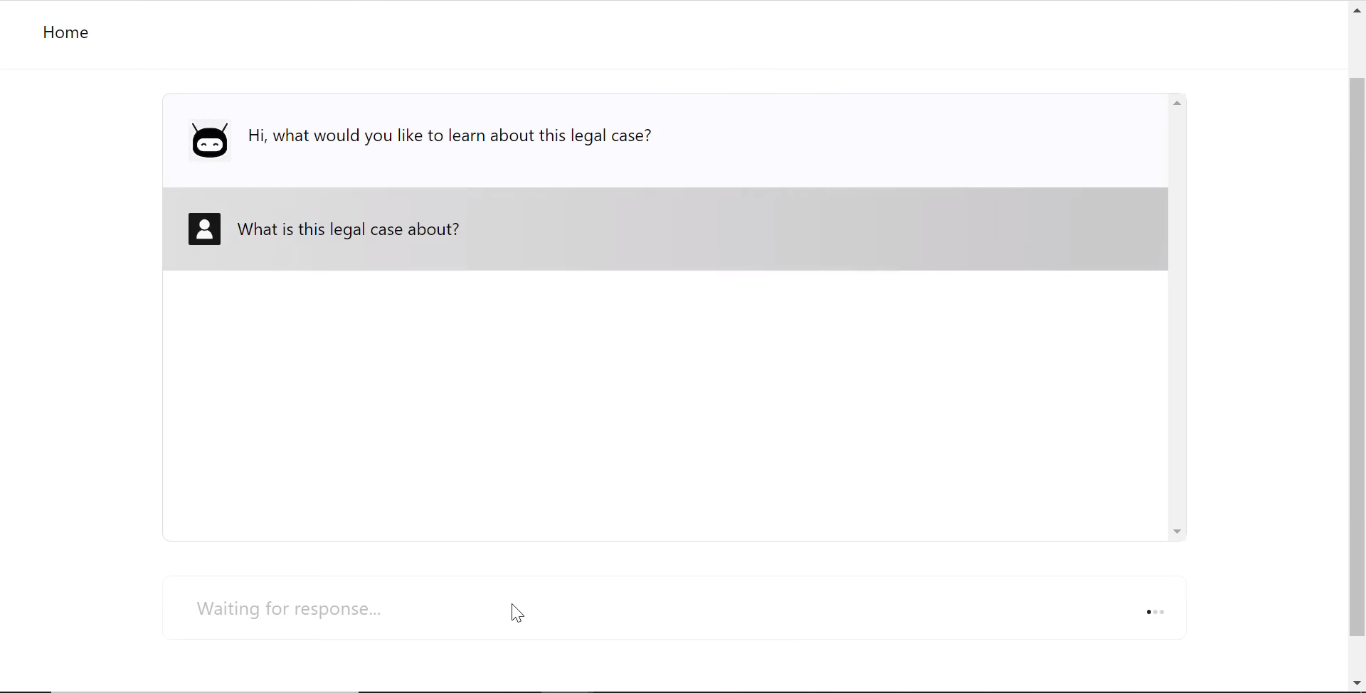 Home
Hi, what would you like to learn about this legal case?
What is this legal case about?
Waiting for response...